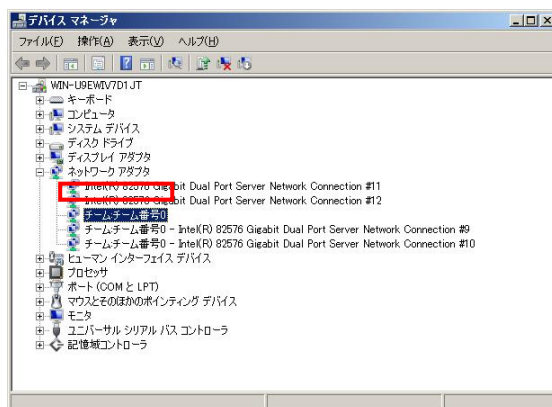 デバイス マネージャ
ファイル(F) 操作(A) 表示(V) ヘルプ(H)
WIN-U9EWIV7D1JT
キーボード
コンピュータ
システム デバイス
ディスク ドライブ
ディスプレイ アダプタ
ネットワーク アダプタ
Intel(R) 82576 Gigabit Dual Port Server Network Connection #11
Intel(R) 82576 Gigabit Dual Port Server Network Connection #12
チーム:チーム番号0
チーム:チーム番号0 - Intel(R) 82576 Gigabit Dual Port Server Network Connection #9
チーム:チーム番号0 - Intel(R) 82576 Gigabit Dual Port Server Network Connection #10
ヒューマン インターフェイス デバイス
プロセッサ
ポート (COM と LPT)
マウスとそのほかのポインティング デバイス
モニタ
ユニバーサル シリアル バス コントローラ
記憶域コントローラ